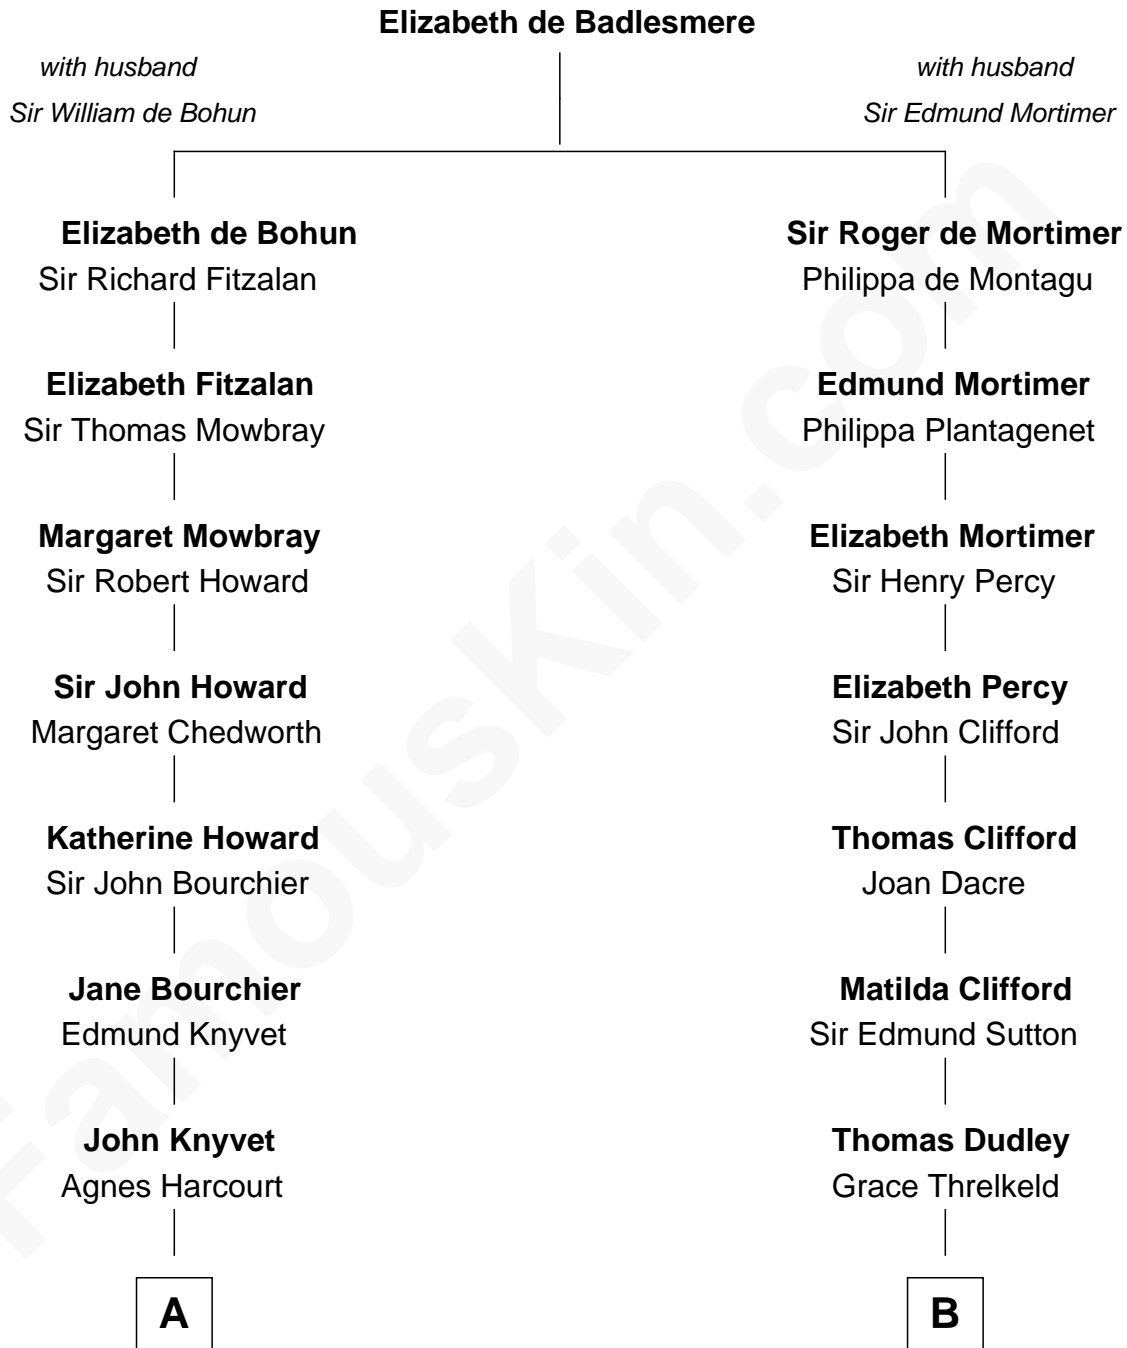 Elizabeth de Badlesmere
with husband
Sir William de Bohun
with husband
Sir Edmund Mortimer
Elizabeth de Bohun
Sir Richard Fitzalan
Sir Roger de Mortimer
Philippa de Montagu
Elizabeth Fitzalan
Sir Thomas Mowbray
Edmund Mortimer
Philippa Plantagenet
Margaret Mowbray
Sir Robert Howard
Elizabeth Mortimer
Sir Henry Percy
Sir John Howard
Margaret Chedworth
Elizabeth Percy
Sir John Clifford
Katherine Howard
Sir John Bourchier
Thomas Clifford
Joan Dacre
Jane Bourchier
Edmund Knyvet
Matilda Clifford
Sir Edmund Sutton
John Knyvet
Agnes Harcourt
Thomas Dudley
Grace Threlkeld
A
B
FamousKin.com